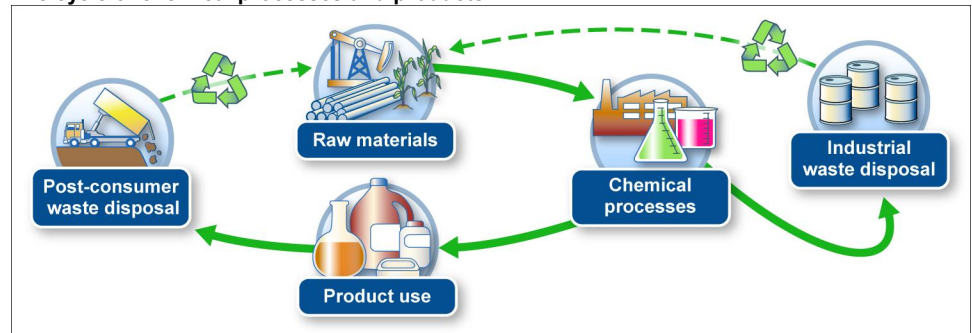 Raw materials
Industrial
waste disposal
Post-consumer
waste disposal
Chemical
processes
Product use